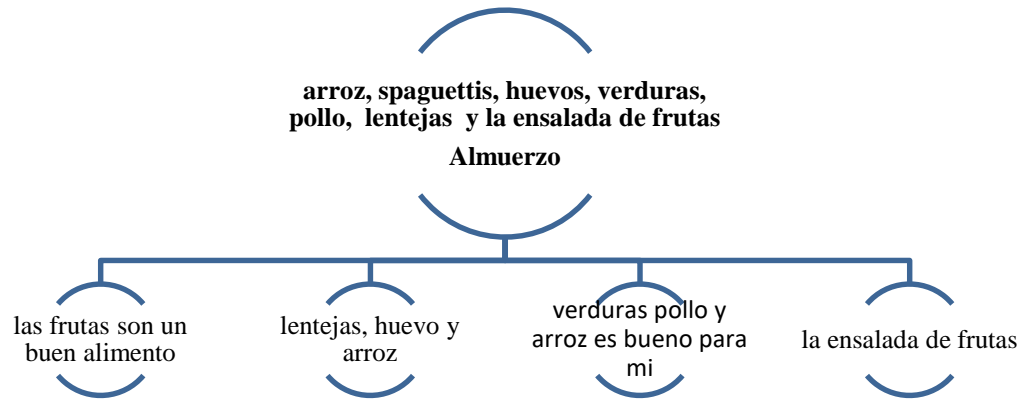 arroz, spaguettis, huevos, verduras,
pollo, lentejas y la ensalada de frutas
Almuerzo
las frutas son un
buen alimento
lentejas, huevo y
arroz
verduras pollo y
arroz es bueno para
mi
la ensalada de frutas